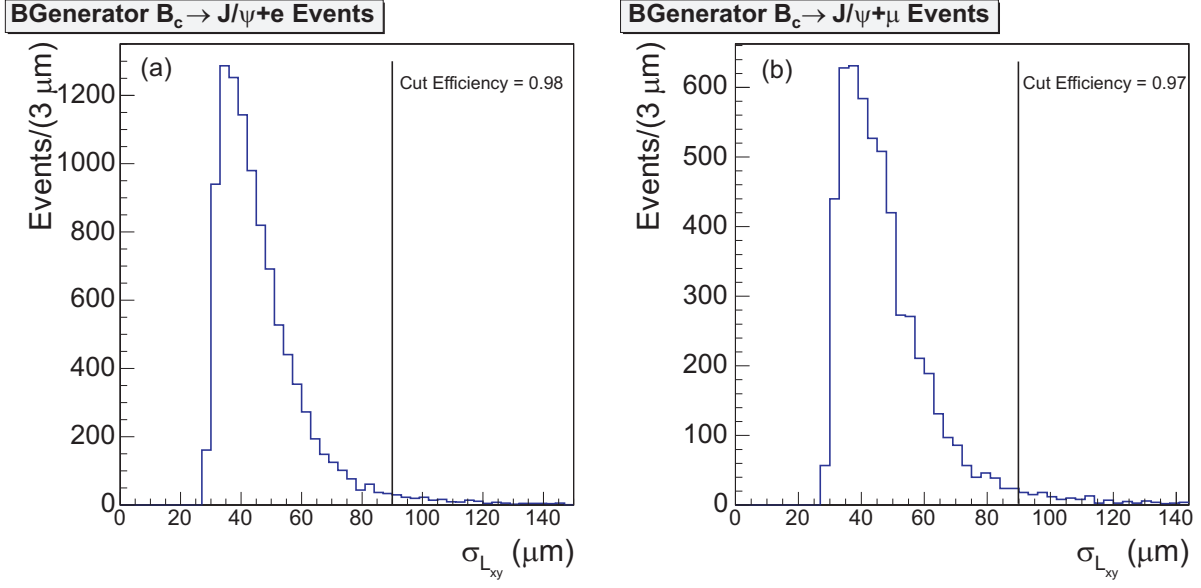 BGenerator B_c → J/ψ+e Events
(a)
Cut Efficiency = 0.98
Events/(3 μm)
1200
1000
800
600
400
200
0
0 20 40 60 80 100 120 140
σ_L_xy (μm)
BGenerator B_c → J/ψ+μ Events
(b)
Cut Efficiency = 0.97
Events/(3 μm)
600
500
400
300
200
100
0
0 20 40 60 80 100 120 140
σ_L_xy (μm)